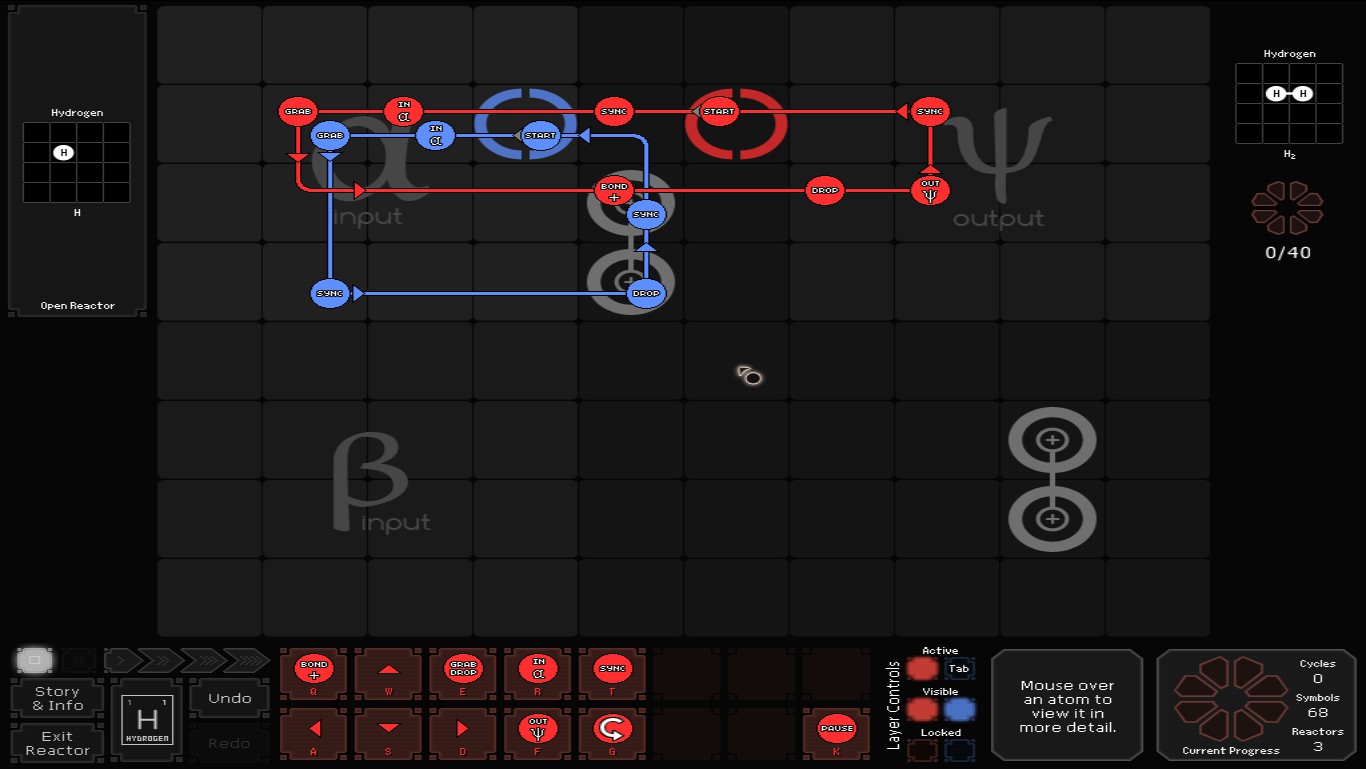 Hydrogen
H
H
Open Reactor
GRAB
IN
α
SYNC
START
SYNC
GRAB
IN
α
START
α
input
BOND
+
DROP
OUT
ψ
SYNC
ψ
output
SYNC
DROP
β
input
Hydrogen
H H
H2
0/40
Story
& Info
Exit
Reactor
1 1
H
HYDROGEN
Undo
Redo
BOND
+
Q
W
GRAB
DROP
E
IN
α
R
SYNC
T
A
S
D
OUT
ψ
F
G
PAUSE
K
Layer Controls
Active
Tab
Visible
Locked
Mouse over
an atom to
view it in
more detail.
Cycles
0
Symbols
68
Reactors
3
Current Progress